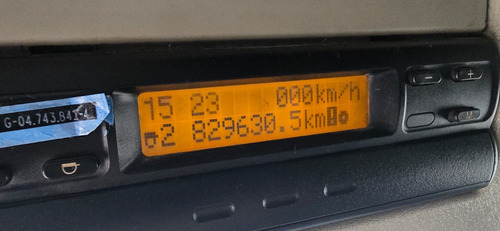 G-04.743.841-4
15 23 000km/h
2 829630.5km
- +